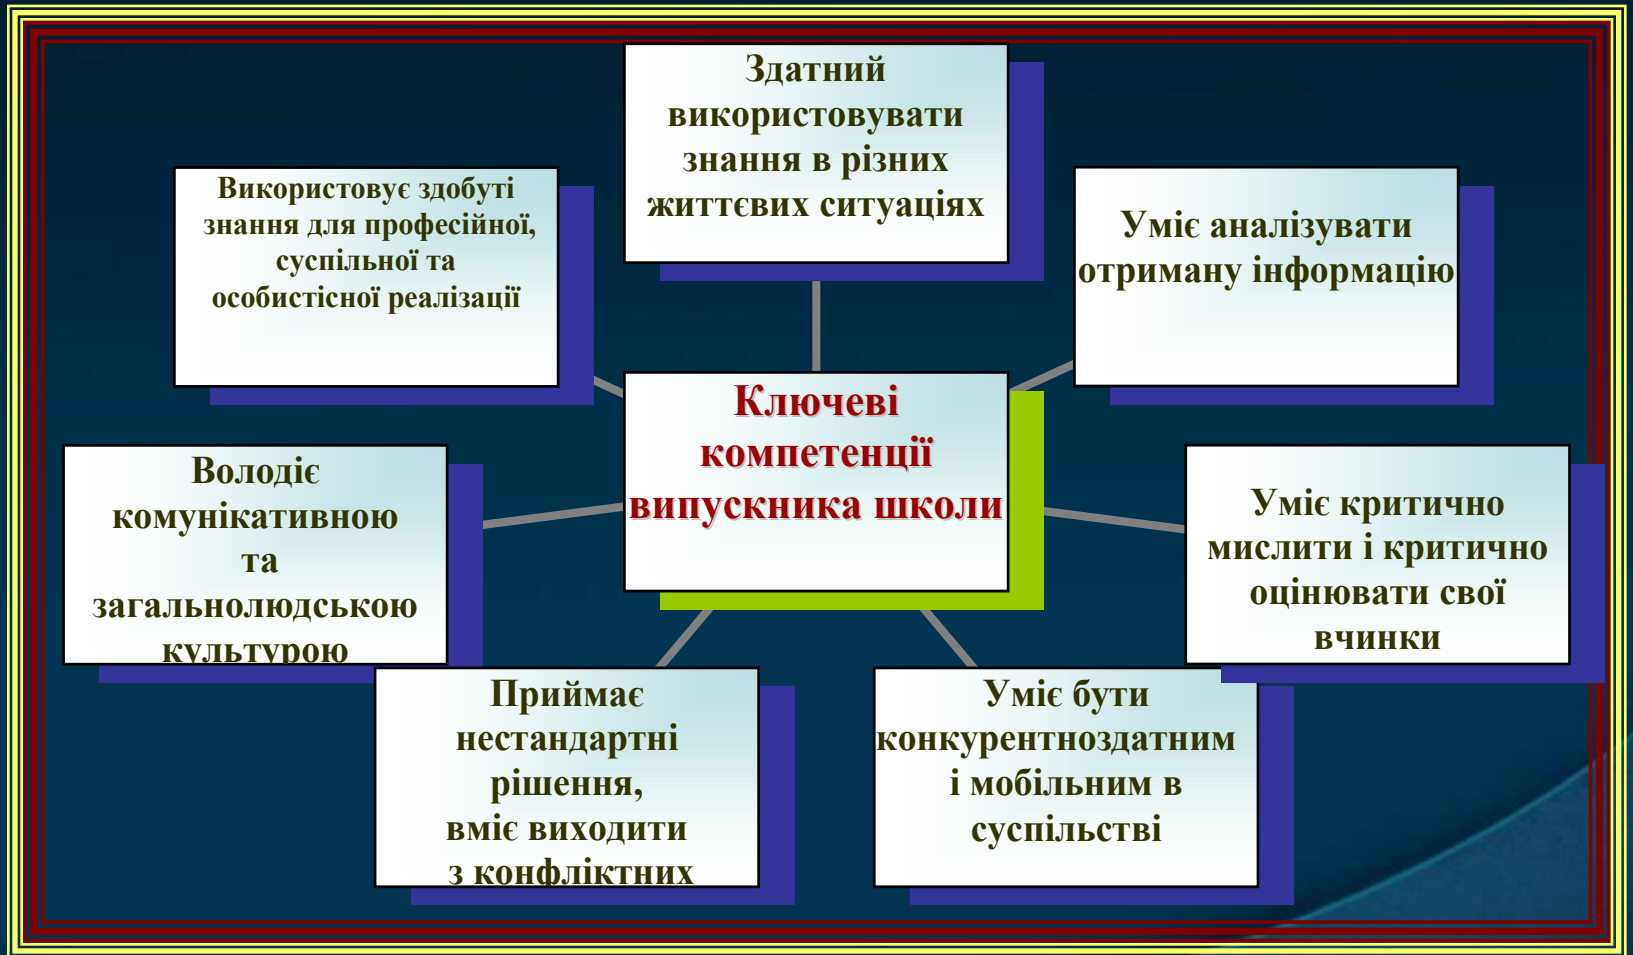 Здатний
використовувати
знання в різних
життєвих ситуаціях
Використовує здобуті
знання для професійної,
суспільної та
особистісної реалізації
Уміє аналізувати
отриману інформацію
Ключеві
компетенції
випускника школи
Володіє
комунікативною
та
загальнолюдською
культурою
Уміє критично
мислити і критично
оцінювати свої
вчинки
Приймає
нестандартні
рішення,
вміє виходити
з конфліктних
Уміє бути
конкурентноздатним
і мобільним в
суспільстві